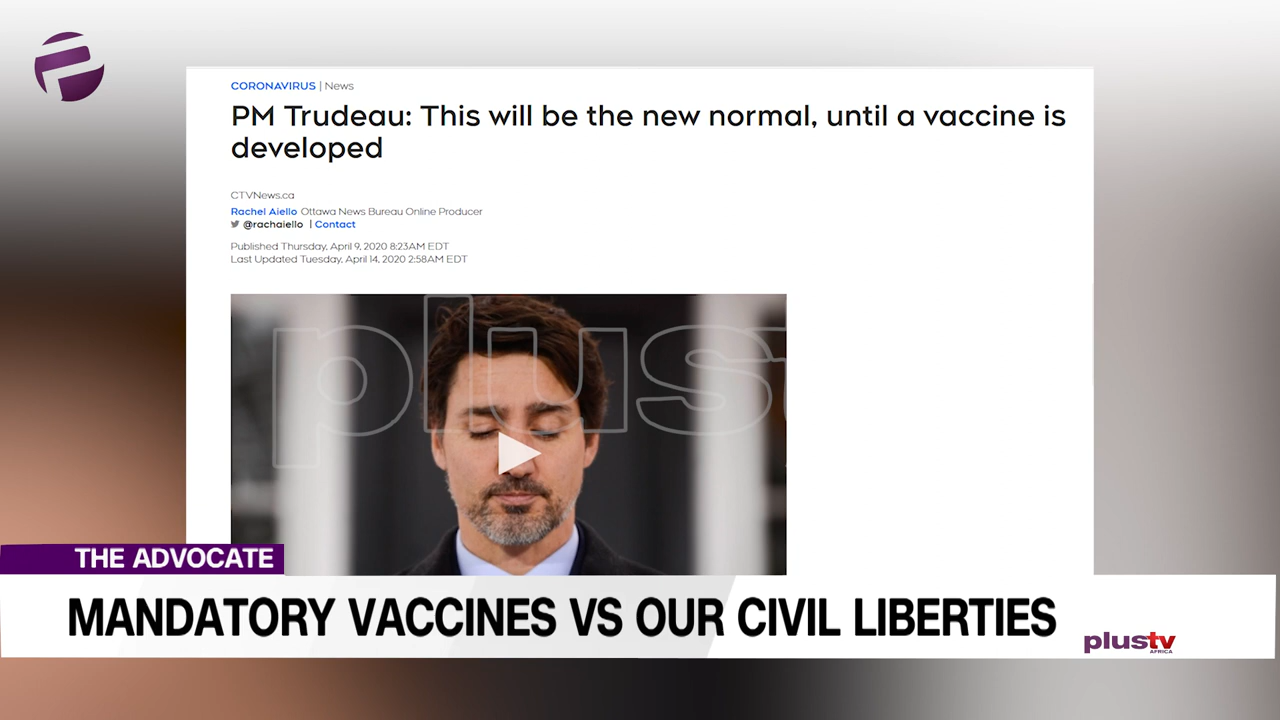 CORONAVIRUS | News
PM Trudeau: This will be the new normal, until a vaccine is
developed
CTVNews.ca
Rachel Aiello Ottawa News Bureau Online Producer
@rachaiello | Contact
Published Thursday, April 9, 2020 8:23AM EDT
Last Updated Tuesday, April 14, 2020 2:58AM EDT
plust
THE ADVOCATE
MANDATORY VACCINES VS OUR CIVIL LIBERTIES
plustv
AFRICA